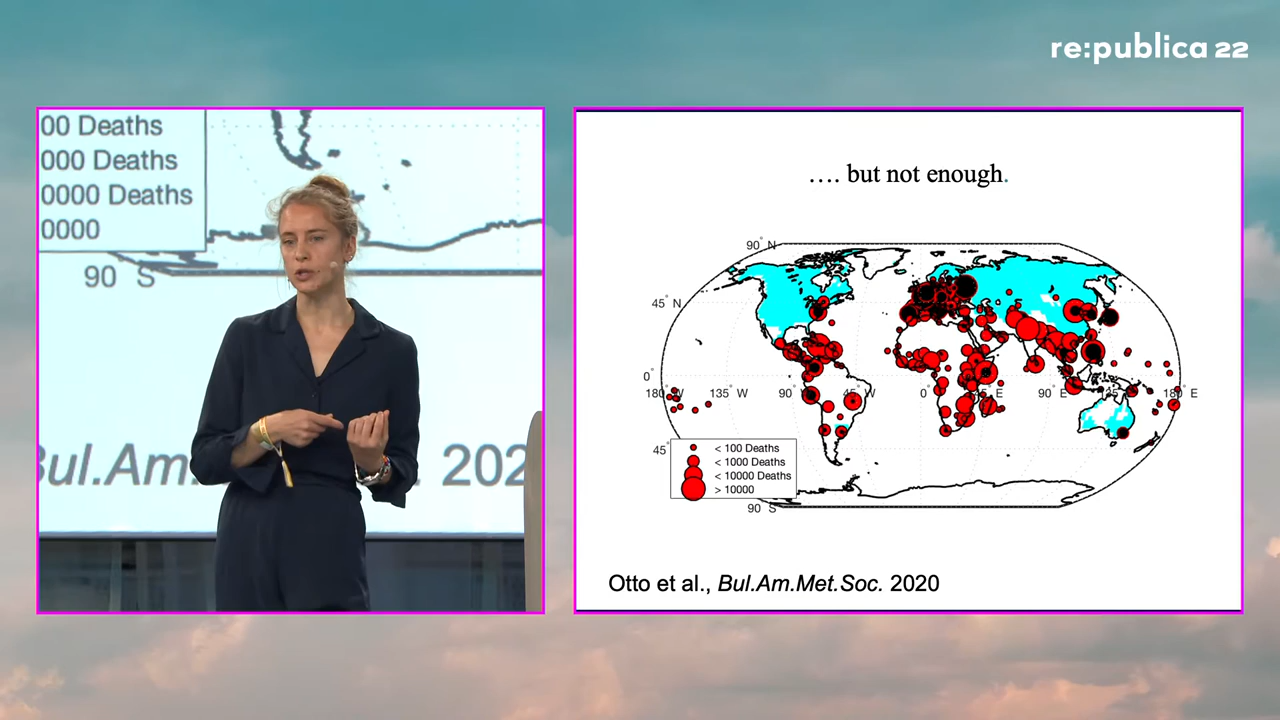 re:publica 22
00 Deaths
000 Deaths
0000 Deaths
0000
90° S
Bul.Am. 202
.... but not enough.
90° N
45° N
0°
180° W 135° W 90° W 45° W 0° 45° E 90° E 135° E 180° E
45°
< 100 Deaths
< 1000 Deaths
< 10000 Deaths
> 10000
90° S
Otto et al., Bul.Am.Met.Soc. 2020